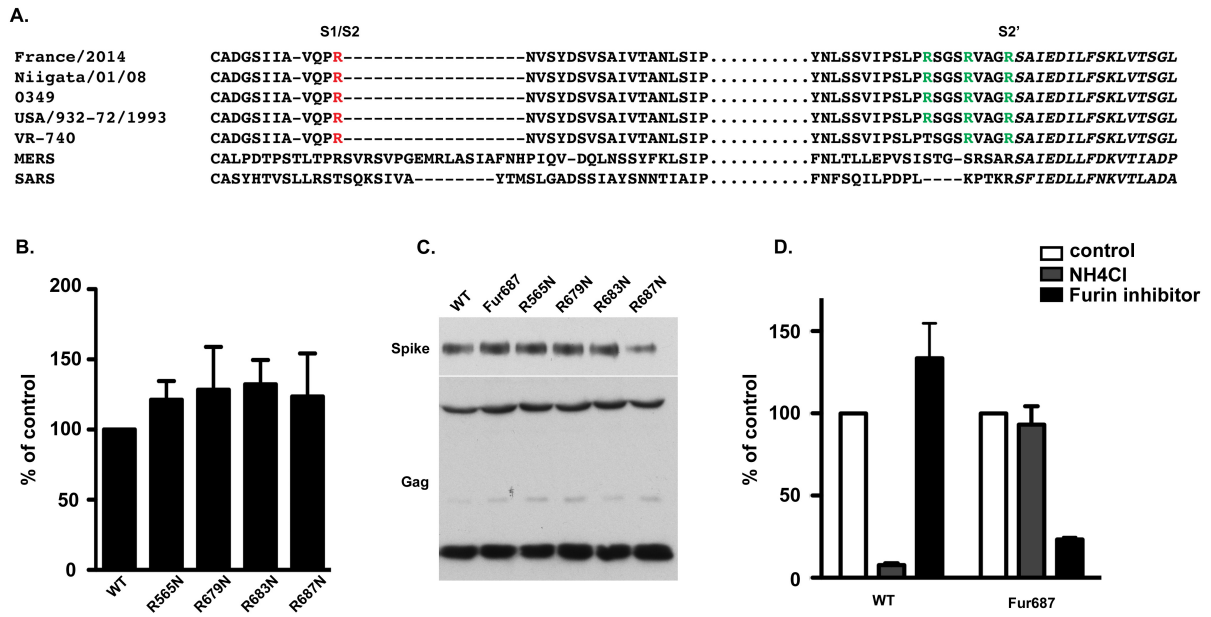 A.
S1/S2 S2’
France/2014 CADGSIIA-VQPR------------------NVSYDSVSAIVTANLSIP..........YNLSSVIPSLPRSGSRVAGRSAIEDILFSKLVTSGL
Niigata/01/08 CADGSIIA-VQPR------------------NVSYDSVSAIVTANLSIP..........YNLSSVIPSLPRSGSRVAGRSAIEDILFSKLVTSGL
0349 CADGSIIA-VQPR------------------NVSYDSVSAIVTANLSIP..........YNLSSVIPSLPRSGSRVAGRSAIEDILFSKLVTSGL
USA/932-72/1993 CADGSIIA-VQPR------------------NVSYDSVSAIVTANLSIP..........YNLSSVIPSLPRSGSRVAGRSAIEDILFSKLVTSGL
VR-740 CADGSIIA-VQPR------------------NVSYDSVSAIVTANLSIP..........YNLSSVIPSLPTSGSRVAGRSAIEDILFSKLVTSGL
MERS CALPDTPSTLTPRSVRSVPGEMRLASIAFNHPIQV-DQLNSSYFKLSIP..........FNLTLLEPVSISTG-SRSARSAIEDLLFDKVTIADP
SARS CASYHTVSLLRSTSQKSIVA--------YTMSLGADSSIAYSNNTIAIP..........FNFSQILPDPL----KPTKRSFIEDLLFNKVTLADA
B.
200
150
100
50
0
% of control
WT R565N R679N R683N R687N
C.
WT Fur687 R565N R679N R683N R687N
Spike
Gag
D.
control
NH4Cl
Furin inhibitor
150
100
50
0
% of control
WT Fur687